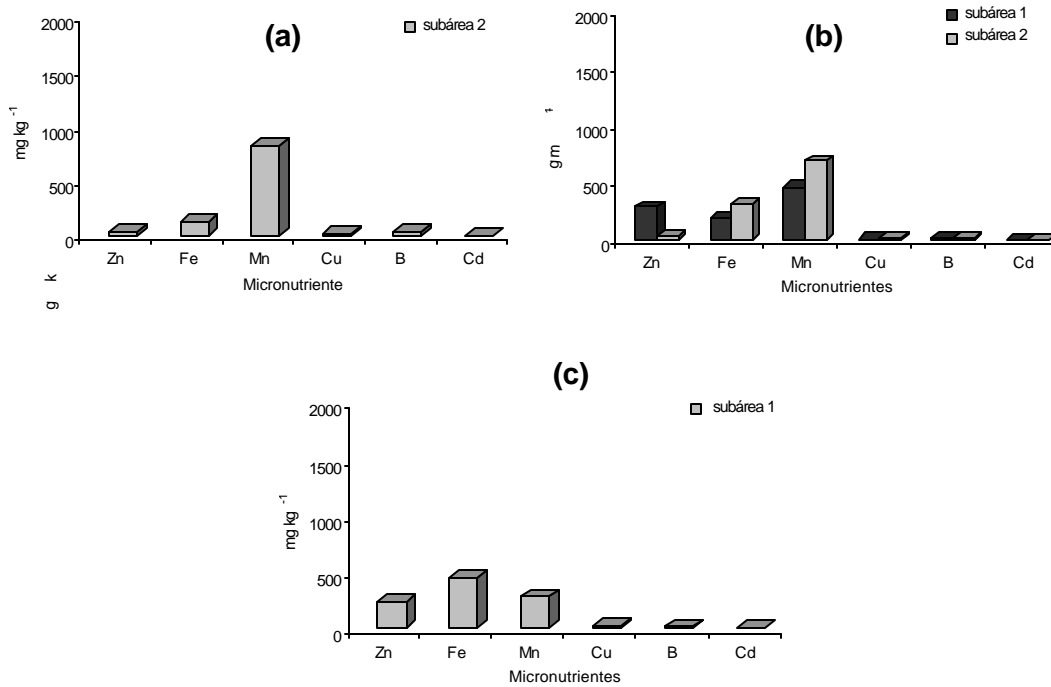 (a)
subárea 2
2000
1500
1000
500
0
mg kg -1
Zn Fe Mn Cu B Cd
Micronutriente
g k
(b)
subárea 1
subárea 2
2000
1500
1000
500
0
g m
Zn Fe Mn Cu B Cd
Micronutrientes
(c)
subárea 1
2000
1500
1000
500
0
mg kg -1
Zn Fe Mn Cu B Cd
Micronutrientes